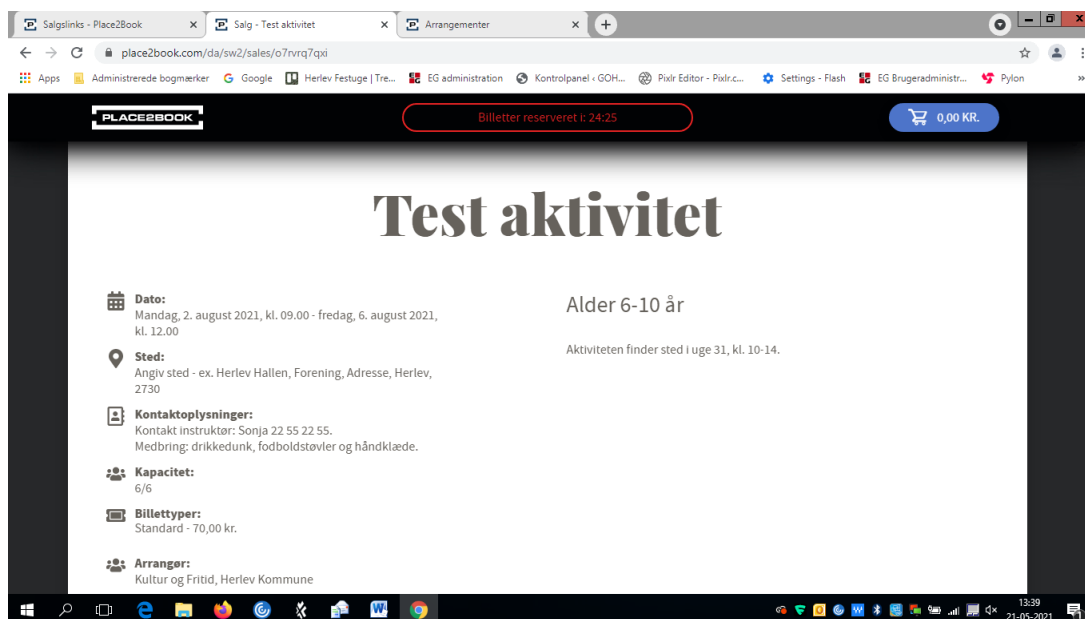 Salgslinks - Place2Book
Salg - Test aktivitet
Arrangementer
place2book.com/da/sw2/sales/o7rvrq7qxi
Apps Administrerede bogmærker Google Herlev Festuge | Tre... EG administration Kontrolpanel ‹ GOH... Pixlr Editor - Pixlr.c... Settings - Flash EG Brugeradministr... Pylon »
PLACE2BOOK
Billetter reserveret i: 24:25
0,00 KR.
Test aktivitet
Dato:
Mandag, 2. august 2021, kl. 09.00 - fredag, 6. august 2021,
kl. 12.00
Sted:
Angiv sted - ex. Herlev Hallen, Forening, Adresse, Herlev,
2730
Kontaktoplysninger:
Kontakt instruktør: Sonja 22 55 22 55.
Medbring: drikkedunk, fodboldstøvler og håndklæde.
Kapacitet:
6/6
Billettyper:
Standard - 70,00 kr.
Arrangør:
Kultur og Fritid, Herlev Kommune
Alder 6-10 år
Aktiviteten finder sted i uge 31, kl. 10-14.
13:39
21-05-2021